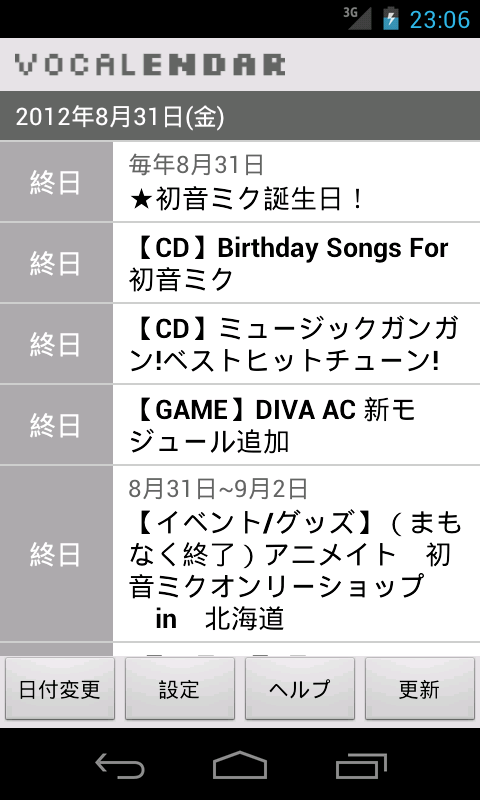 3G 23:06
VOCALENDAR
2012年8月31日(金)
終日
毎年8月31日
★初音ミク誕生日！
終日
【CD】Birthday Songs For
初音ミク
終日
【CD】ミュージックガンガ
ン!ベストヒットチューン!
終日
【GAME】DIVA AC 新モ
ジュール追加
終日
8月31日~9月2日
【イベント/グッズ】（まも
なく終了）アニメイト　初
音ミクオンリーショップ
　in　北海道
日付変更
設定
ヘルプ
更新